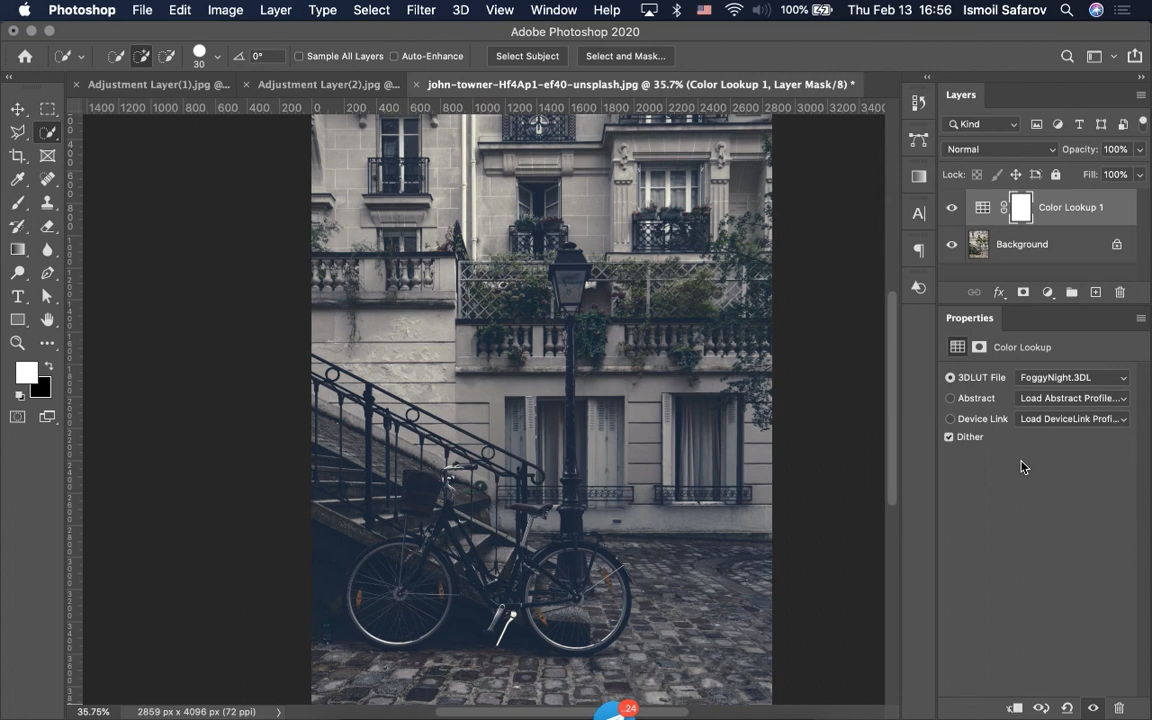 Photoshop File Edit Image Layer Type Select Filter 3D View Window Help 100% Thu Feb 13 16:56 Ismoil Safarov
Adobe Photoshop 2020
30 0° Sample All Layers Auto-Enhance Select Subject Select and Mask...
Adjustment Layer(1).jpg @... Adjustment Layer(2).jpg @... john-towner-Hf4Ap1-ef40-unsplash.jpg @ 35.7% (Color Lookup 1, Layer Mask/8) *
1400 1200 1000 800 600 400 200 0 200 400 600 800 1000 1200 1400 1600 1800 2000 2200 2400 2600 2800 3000 3200 3400
Layers
Kind
Normal Opacity: 100%
Lock: Fill: 100%
Color Lookup 1
Background
fx
Properties
Color Lookup
3DLUT File FoggyNight.3DL
Abstract Load Abstract Profile...
Device Link Load DeviceLink Profi...
Dither
35.75% 2859 px x 4096 px (72 ppi)
24